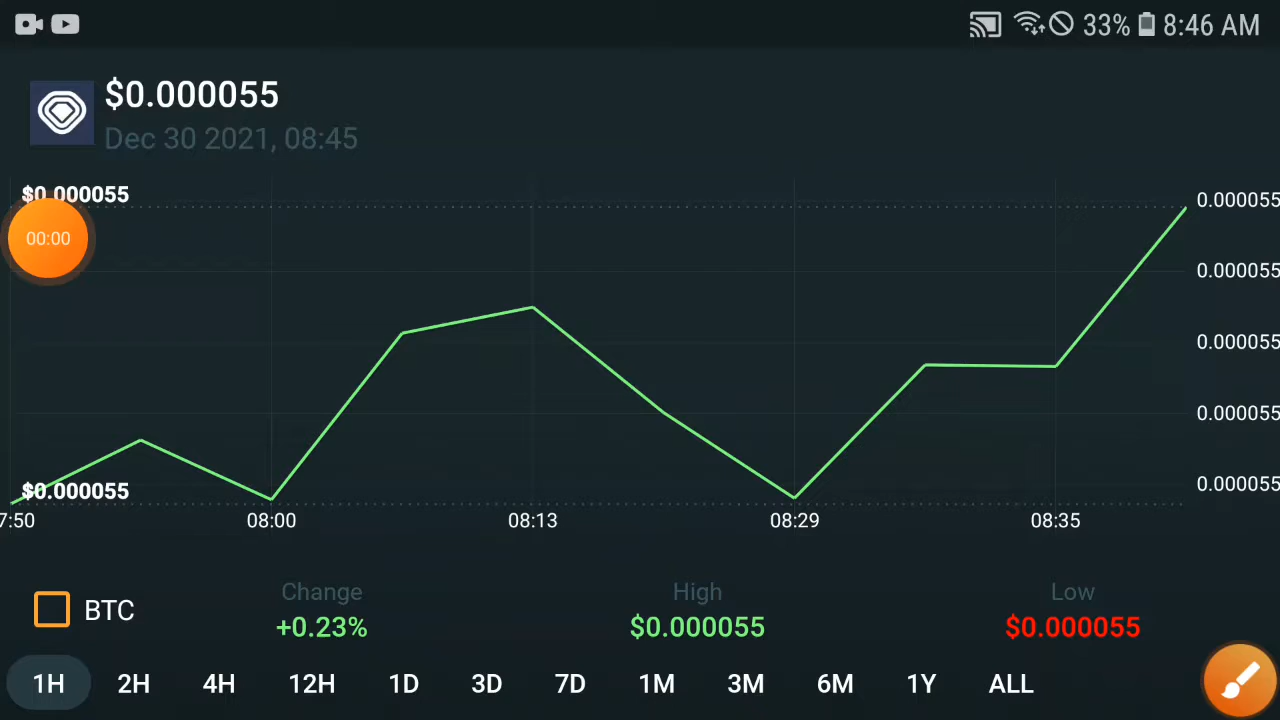 33% 8:46 AM
$0.000055
Dec 30 2021, 08:45
$0.000055
0.000055
00:00
0.000055
0.000055
0.000055
$0.000055
0.000055
7:50 08:00 08:13 08:29 08:35
Change High Low
BTC +0.23% $0.000055 $0.000055
1H 2H 4H 12H 1D 3D 7D 1M 3M 6M 1Y ALL